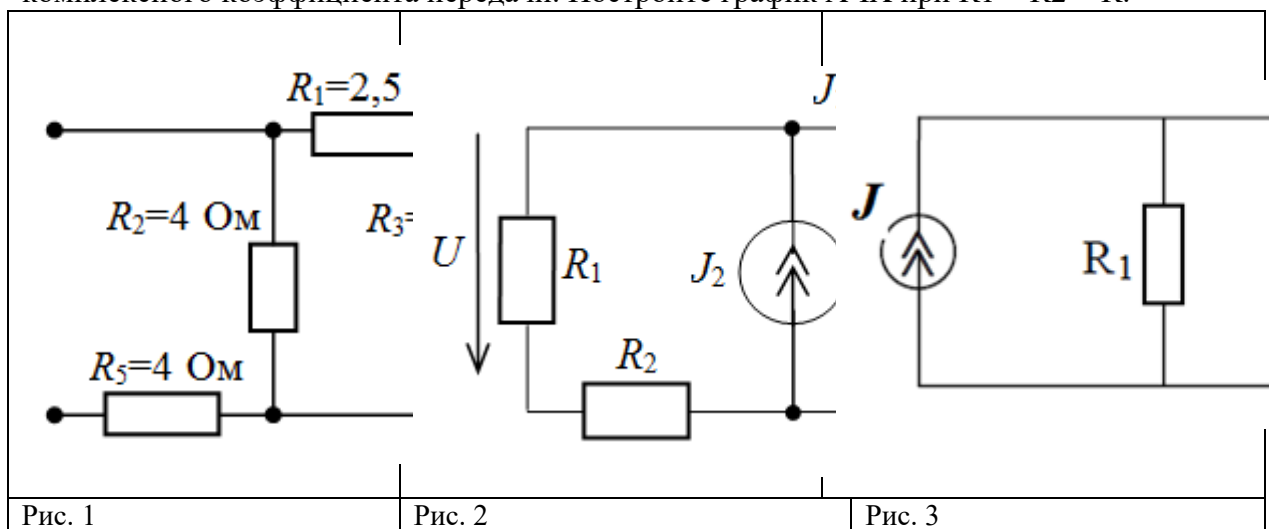 R1=2,5
R2=4 Ом
R3=
R5=4 Ом
U
R1
R2
J2
J
J
R1
Рис. 1
Рис. 2
Рис. 3